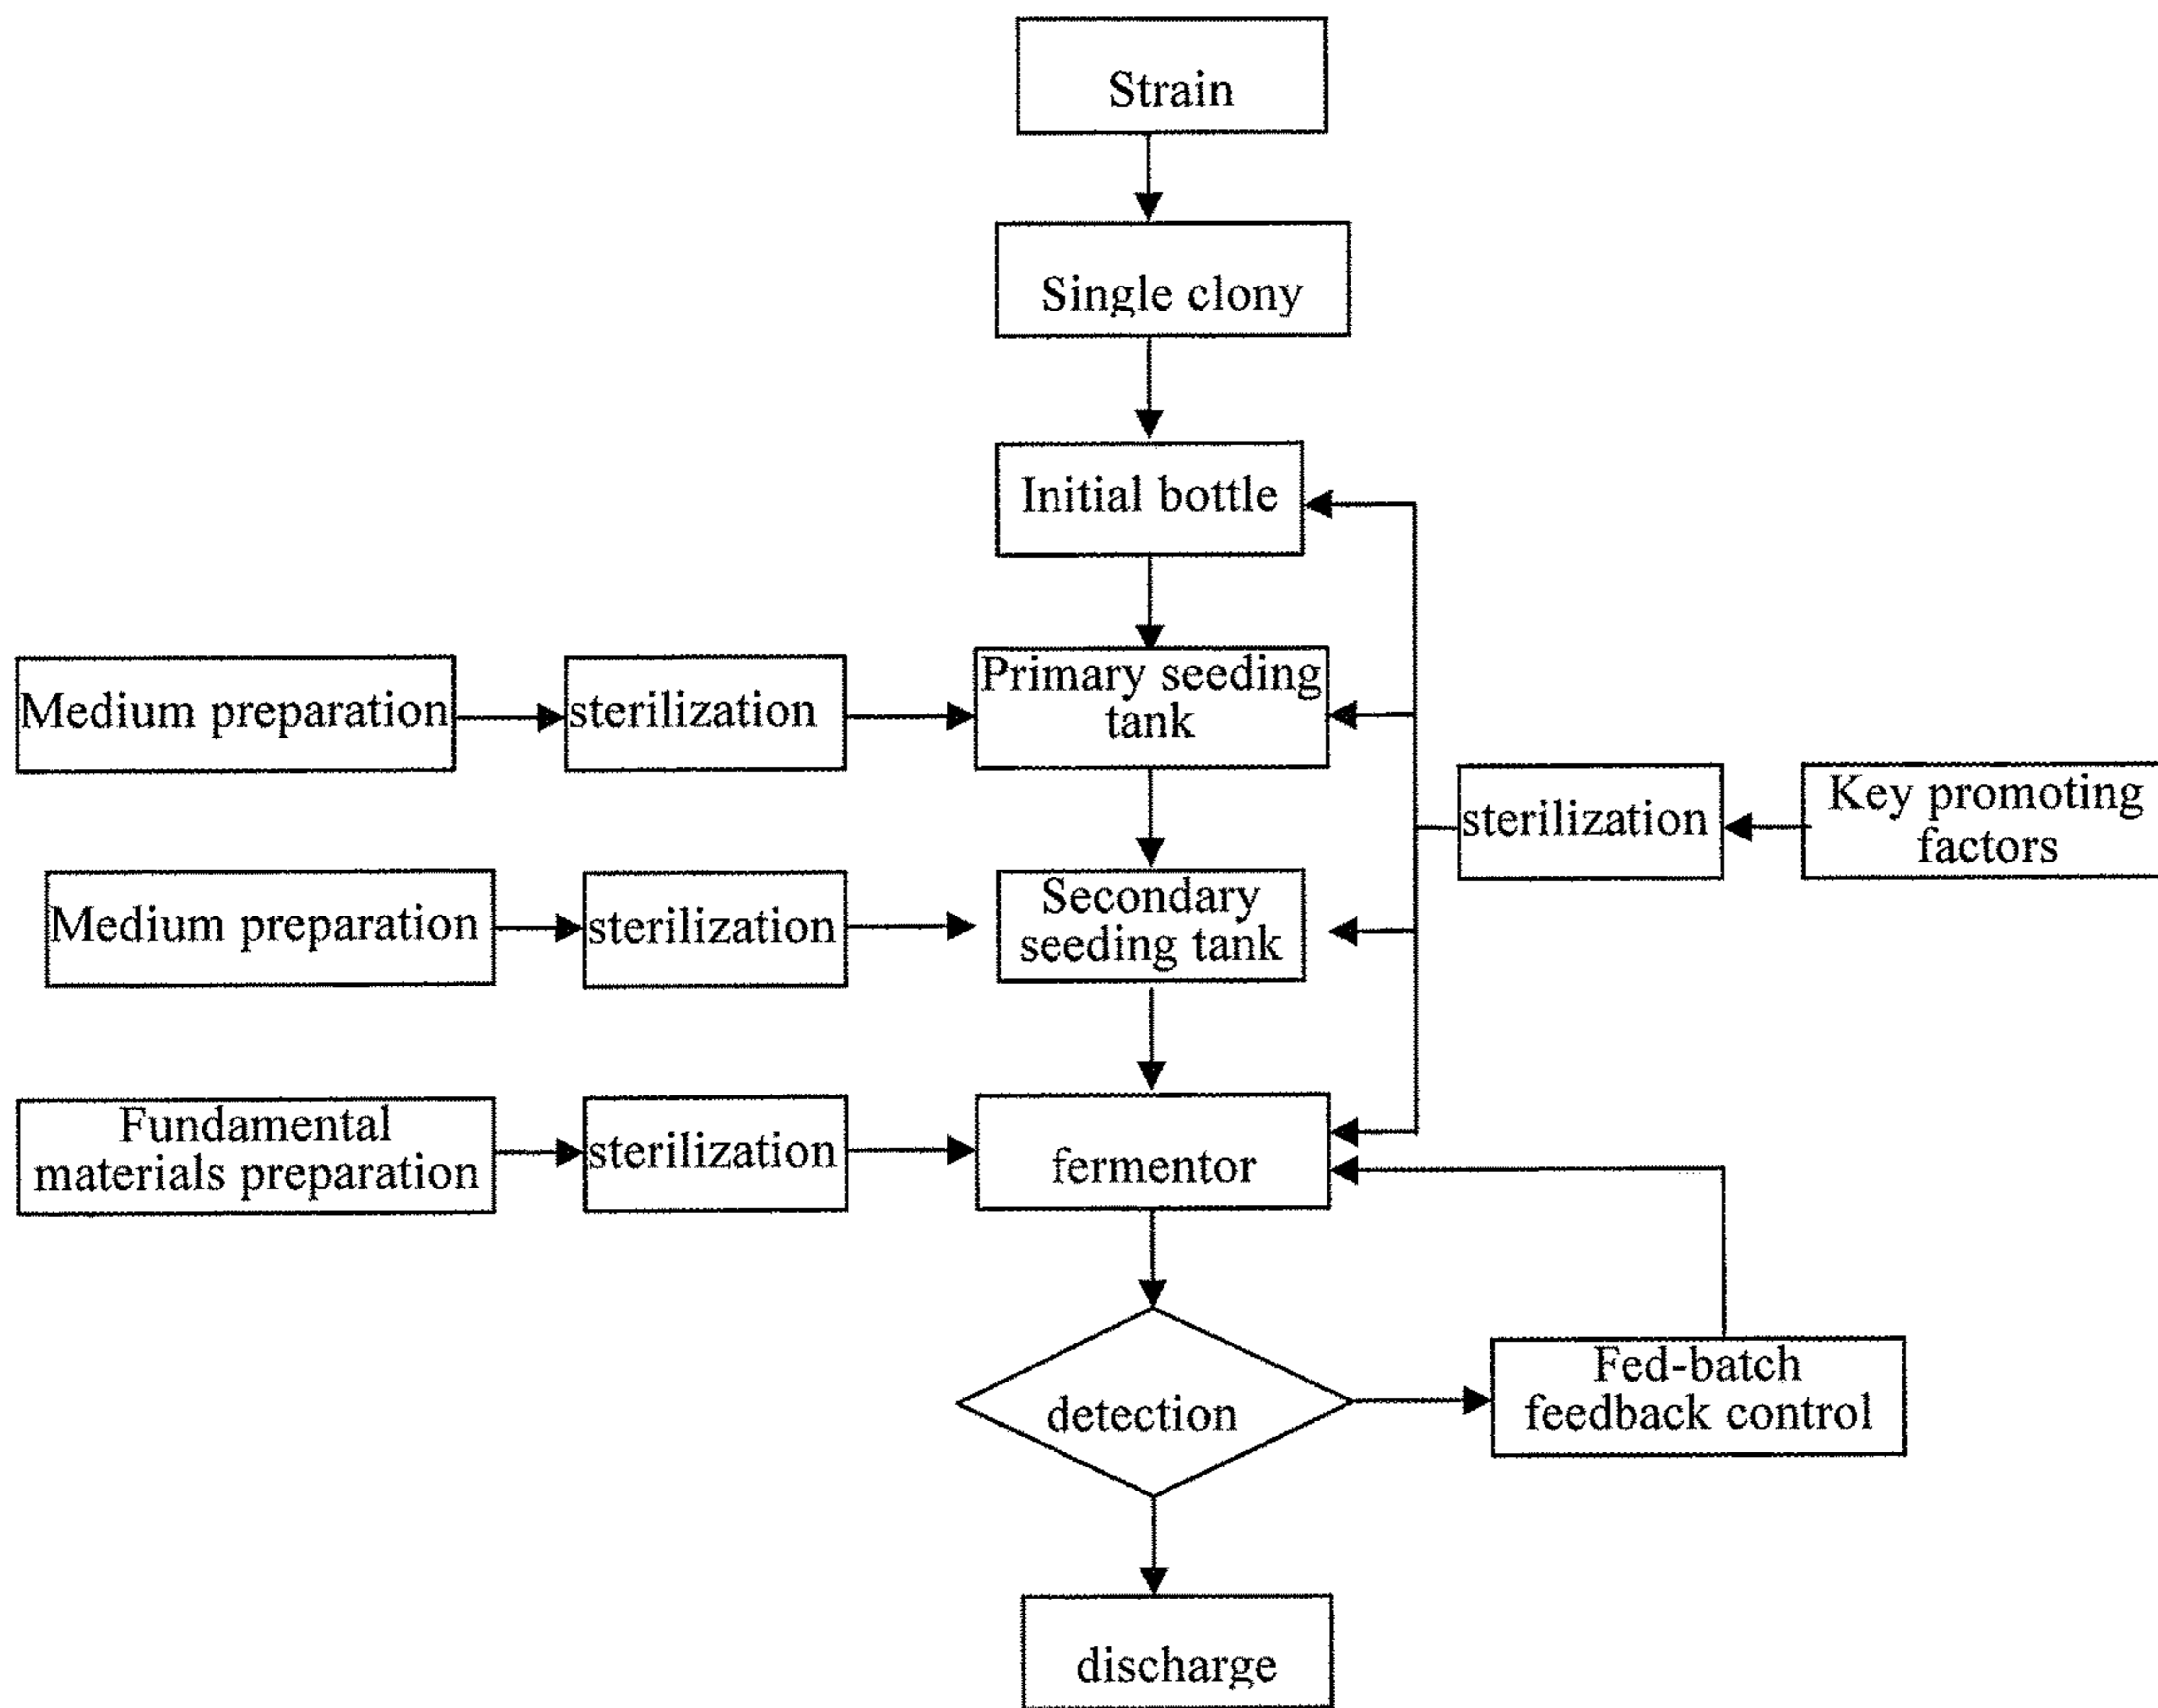 Strain
Single clony
Initial bottle
Medium preparation
sterilization
Primary seeding
tank
sterilization
Key promoting
factors
Medium preparation
sterilization
Secondary
seeding tank
Fundamental
materials preparation
sterilization
fermentor
detection
Fed-batch
feedback control
discharge